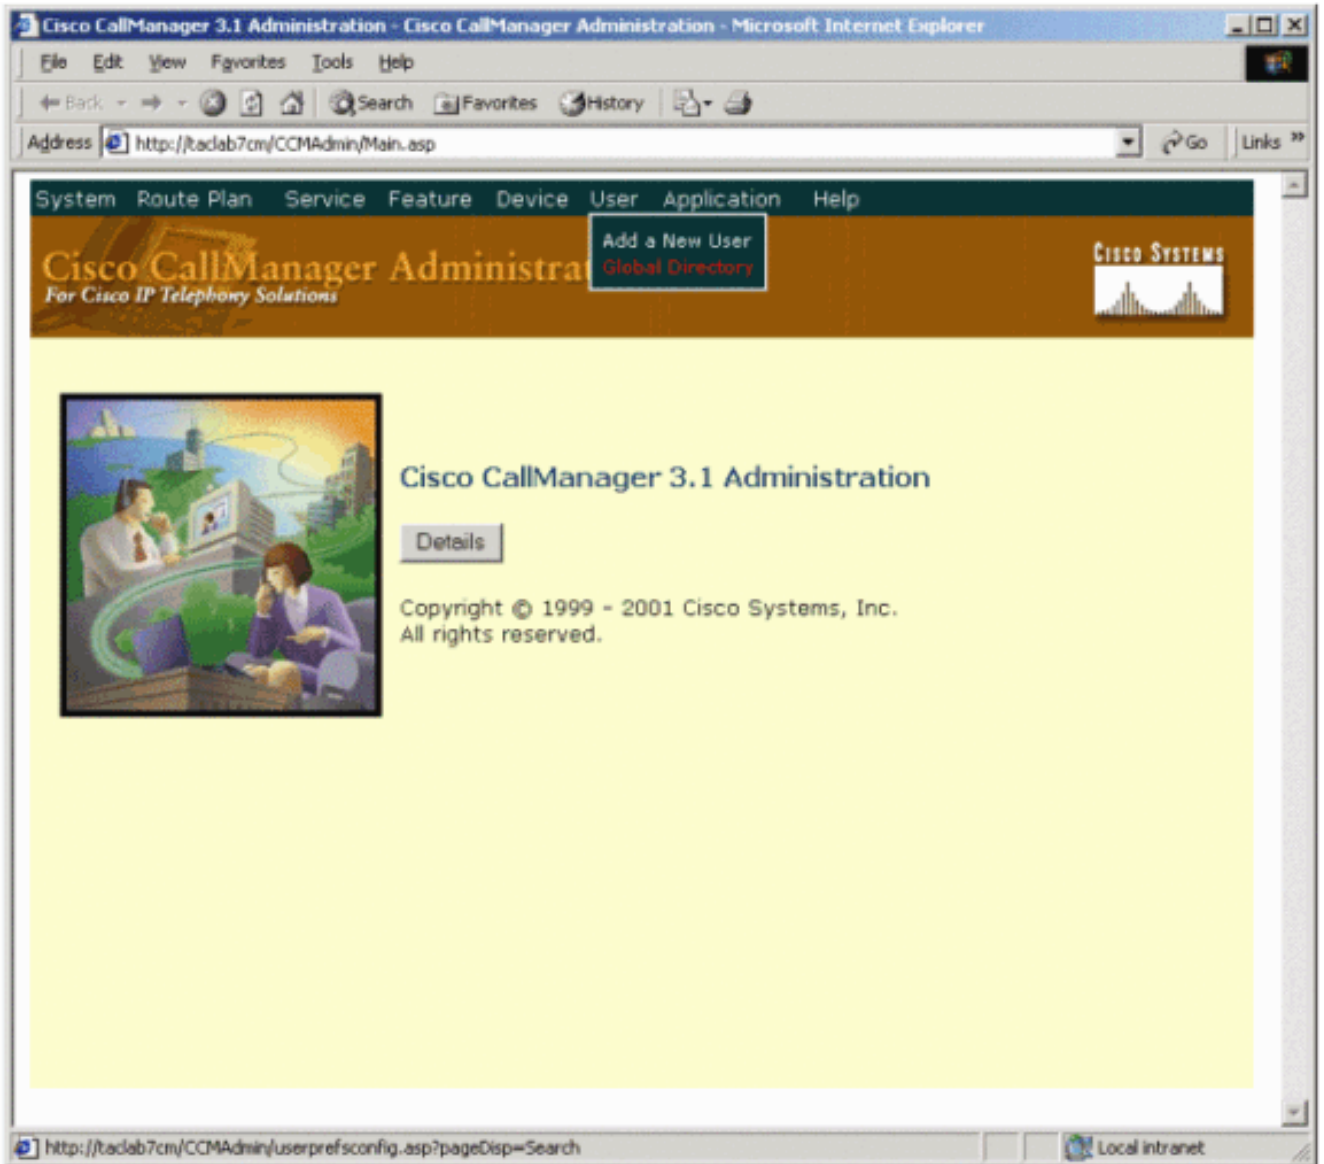 Cisco CallManager 3.1 Administration - Cisco CallManager Administration - Microsoft Internet Explorer
File Edit View Favorites Tools Help
Back Search Favorites History
Address http://taclab7cm/CCMAdmin/Main.asp Go Links »
System Route Plan Service Feature Device User Application Help
Add a New User
Global Directory
Cisco CallManager Administrat
For Cisco IP Telephony Solutions
CISCO SYSTEMS
Cisco CallManager 3.1 Administration
Details
Copyright © 1999 - 2001 Cisco Systems, Inc.
All rights reserved.
http://taclab7cm/CCMAdmin/userprefsconfig.asp?pageDisp=Search Local intranet